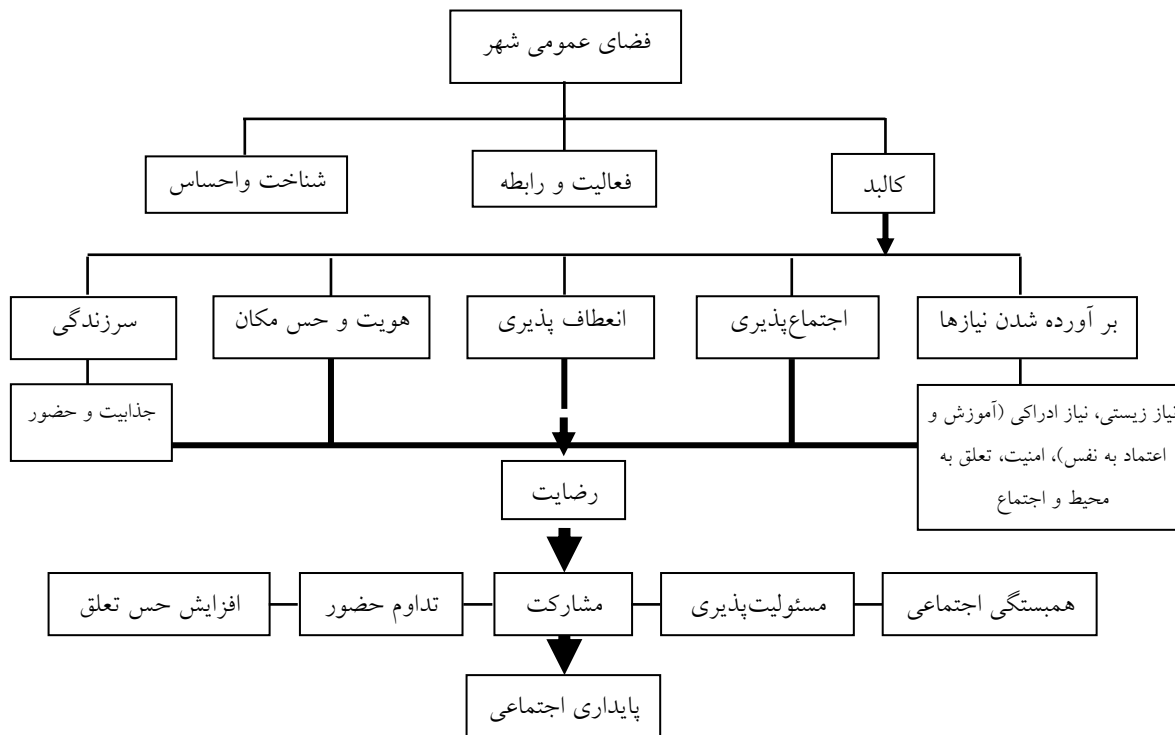 فضای عمومی شهر
کالبد
فعالیت و رابطه
شناخت واحساس
بر آورده شدن نیازها
اجتماع‌پذیری
انعطاف پذیری
هویت و حس مکان
سرزندگی
نیاز زیستی، نیاز ادراکی (آموزش و
اعتماد به نفس)، امنیت، تعلق به
محیط و اجتماع
جذابیت و حضور
رضایت
همبستگی اجتماعی
مسئولیت‌پذیری
مشارکت
تداوم حضور
افزایش حس تعلق
پایداری اجتماعی